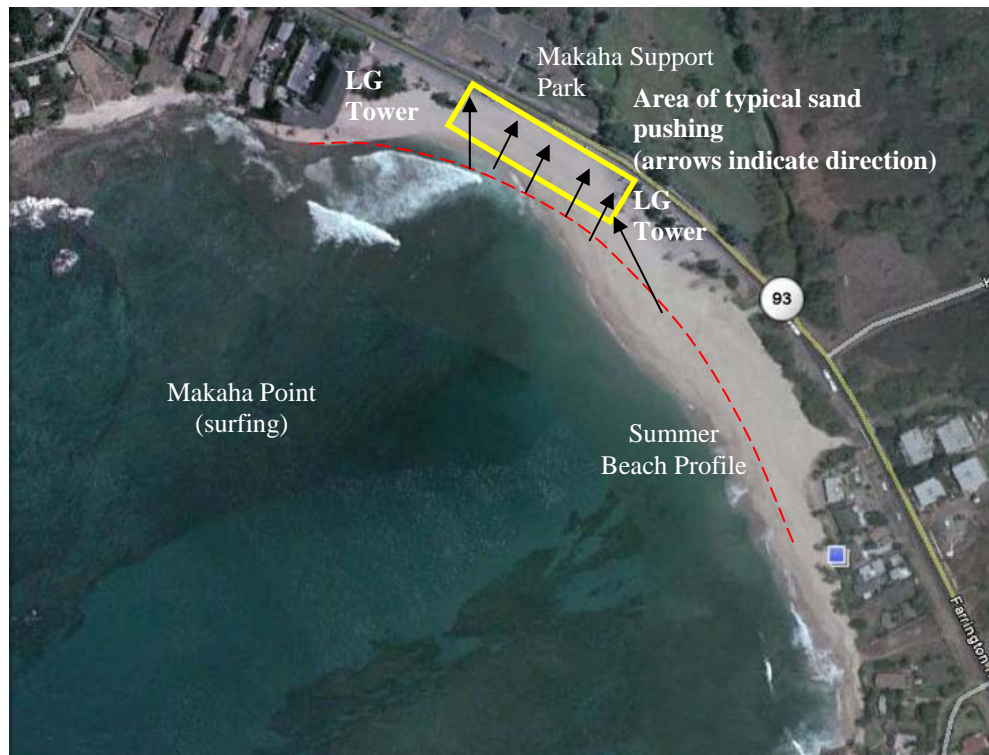 Makaha Support
Park
LG
Tower
Area of typical sand
pushing
(arrows indicate direction)
LG
Tower
93
Makaha Point
(surfing)
Summer
Beach Profile
Farrington